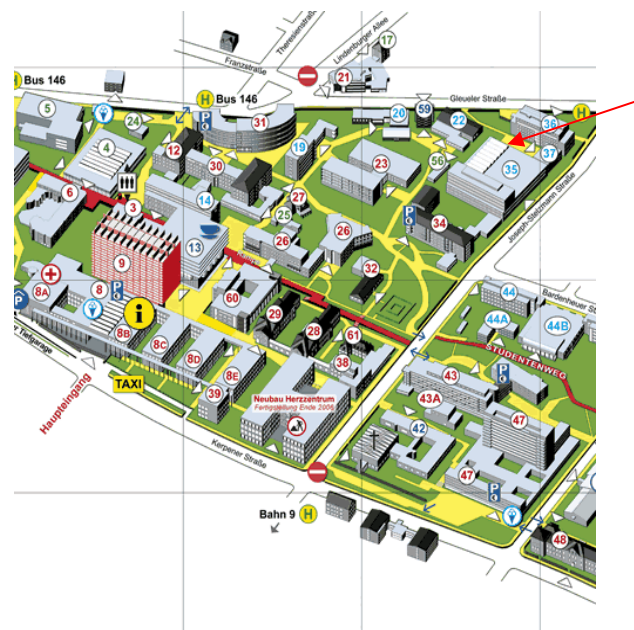 Theresienstraße
Lindenburger Allee
17
Franzstraße
21
H Bus 146
H Bus 146
Gleueler Straße
H
5
24
P
31
20
59
22
36
4
12
30
19
23
56
35
37
6
3
14
27
25
P
34
Joseph-Stelzmann Straße
9
13
26
26
32
8A
8
P
i
60
44
Bardenheuer St
P
8B
8C
8D
29
28
61
44A
44B
r Tiefgarage
8E
38
STUDENTENWEG
TAXI
39
Neubau Herzzentrum
Fertigstellung Ende 2006
43
P
43A
47
Haupteingang
42
Kerpener Straße
47
P
Bahn 9 H
48